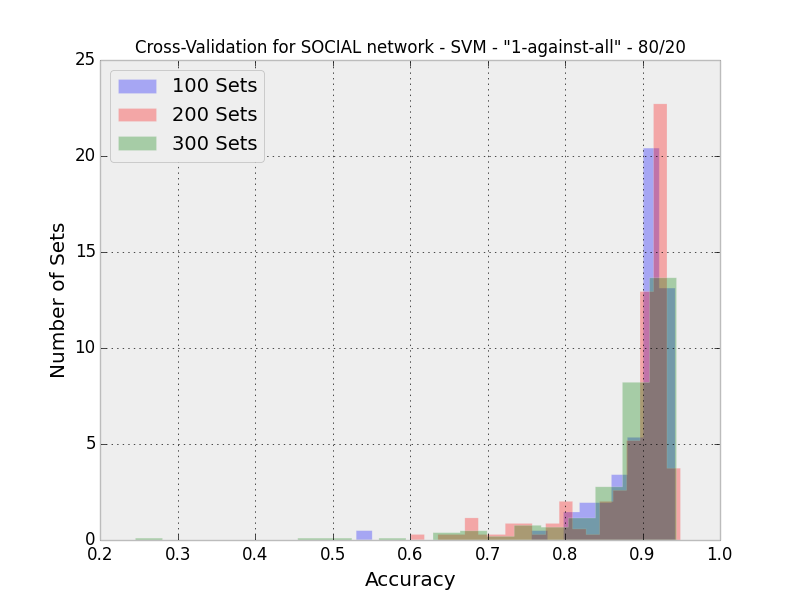 Cross-Validation for SOCIAL network - SVM - "1-against-all" - 80/20
25
20
15
10
5
0
Number of Sets
100 Sets
200 Sets
300 Sets
0.2 0.3 0.4 0.5 0.6 0.7 0.8 0.9 1.0
Accuracy